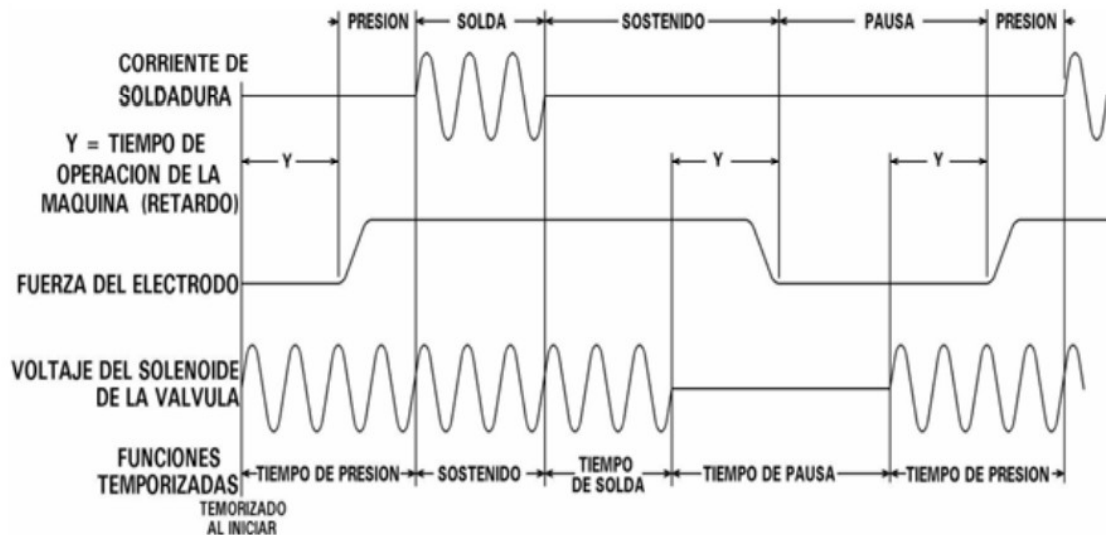 PRESION
SOLDA
SOSTENIDO
PAUSA
PRESION
CORRIENTE DE
SOLDADURA
Y = TIEMPO DE
OPERACION DE LA
MAQUINA (RETARDO)
Y
Y
Y
FUERZA DEL ELECTRODO
VOLTAJE DEL SOLENOIDE
DE LA VALVULA
FUNCIONES
TEMPORIZADAS
TIEMPO DE PRESION
SOSTENIDO
TIEMPO
DE SOLDA
TIEMPO DE PAUSA
TIEMPO DE PRESION
TEMORIZADO
AL INICIAR